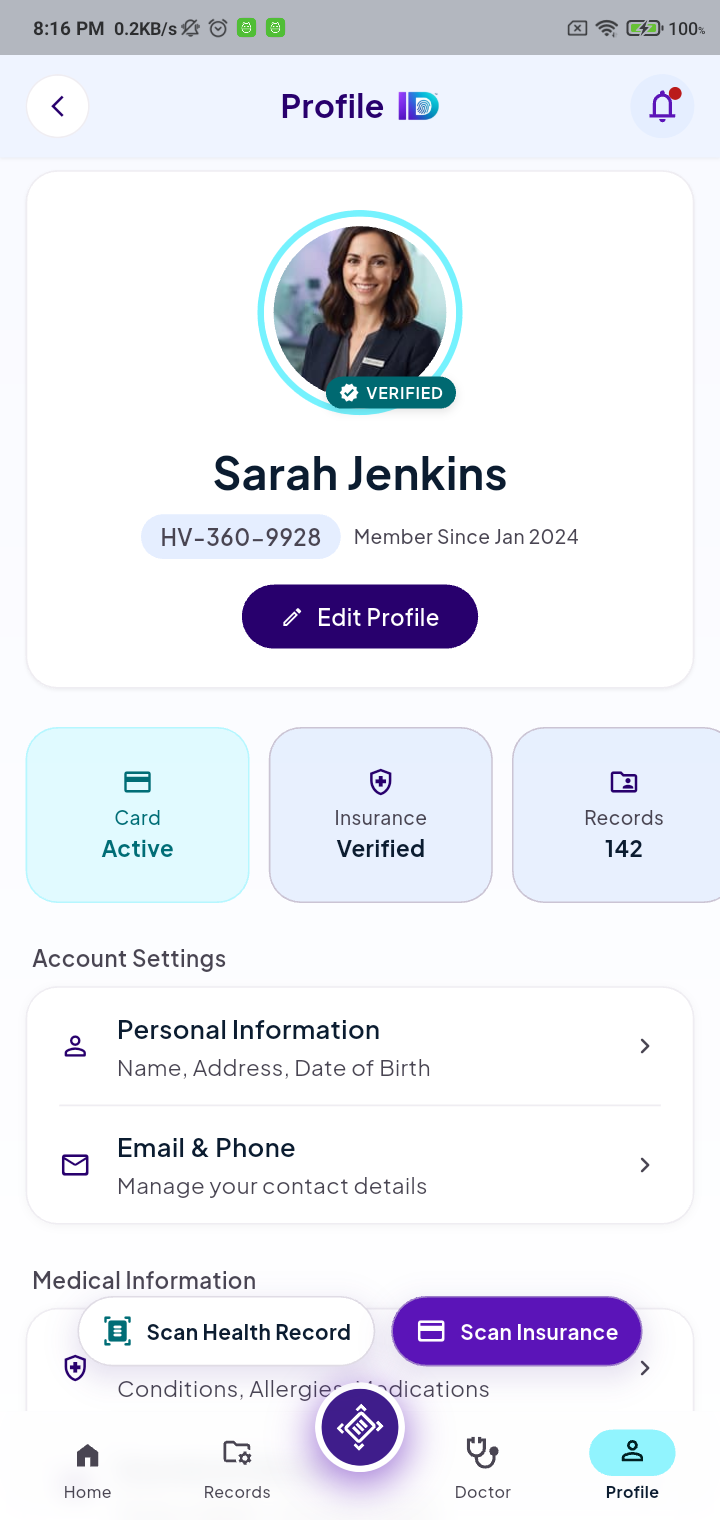 8:16 PM 0.2KB/s 100%
Profile ID
VERIFIED
Sarah Jenkins
HV-360-9928 Member Since Jan 2024
Edit Profile
Card
Active
Insurance
Verified
Records
142
Account Settings
Personal Information
Name, Address, Date of Birth
Email & Phone
Manage your contact details
Medical Information
Scan Health Record
Scan Insurance
Conditions, Allergies, Medications
Home
Records
Doctor
Profile